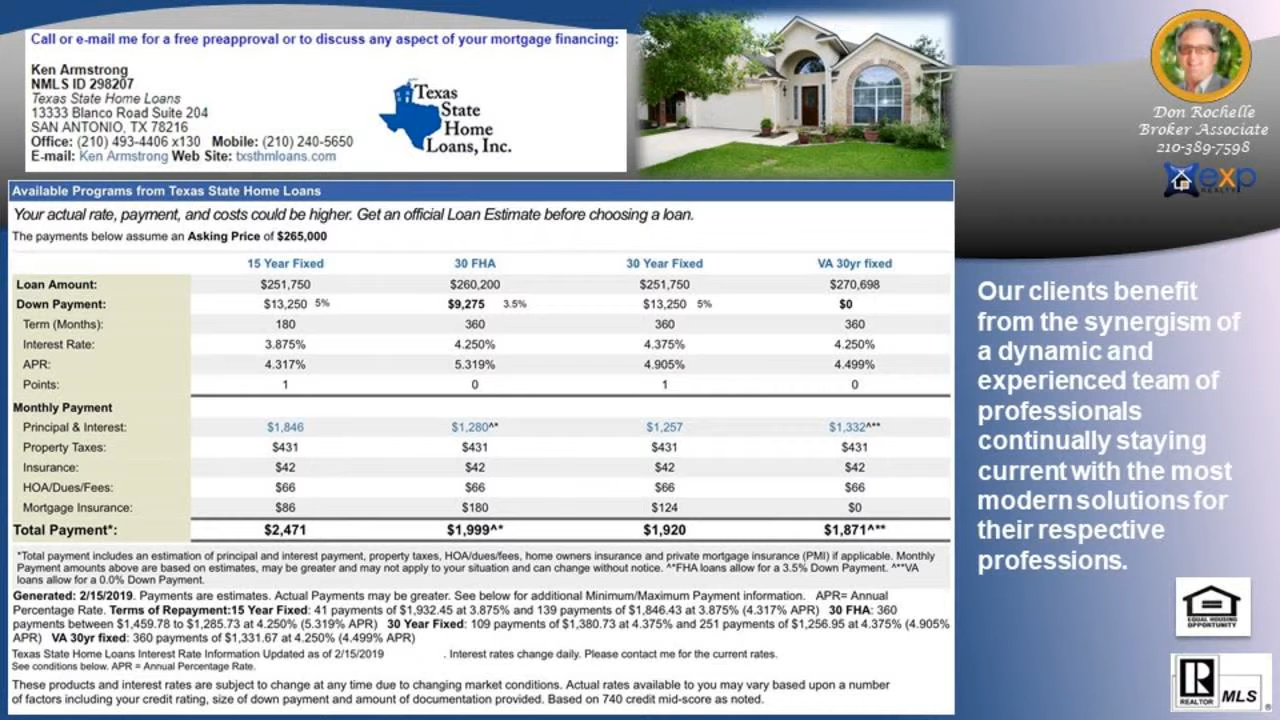 Call or e-mail me for a free preapproval or to discuss any aspect of your mortgage financing:
Ken Armstrong
NMLS ID 298207
Texas State Home Loans
13333 Blanco Road Suite 204
SAN ANTONIO, TX 78216
Office: (210) 493-4406 x130 Mobile: (210) 240-5650
E-mail: Ken Armstrong Web Site: txsthmloans.com
Texas
State
Home
Loans, Inc.
Don Rochelle
Broker Associate
210-389-7598
exp
REALTY
Available Programs from Texas State Home Loans
Your actual rate, payment, and costs could be higher. Get an official Loan Estimate before choosing a loan.
The payments below assume an Asking Price of $265,000
15 Year Fixed 30 FHA 30 Year Fixed VA 30yr fixed
Loan Amount: $251,750 $260,200 $251,750 $270,698
Down Payment: $13,250 5% $9,275 3.5% $13,250 5% $0
Term (Months): 180 360 360 360
Interest Rate: 3.875% 4.250% 4.375% 4.250%
APR: 4.317% 5.319% 4.905% 4.499%
Points: 1 0 1 0
Monthly Payment
Principal & Interest: $1,846 $1,280^* $1,257 $1,332^**
Property Taxes: $431 $431 $431 $431
Insurance: $42 $42 $42 $42
HOA/Dues/Fees: $66 $66 $66 $66
Mortgage Insurance: $86 $180 $124 $0
Total Payment*: $2,471 $1,999^* $1,920 $1,871^**
*Total payment includes an estimation of principal and interest payment, property taxes, HOA/dues/fees, home owners insurance and private mortgage insurance (PMI) if applicable. Monthly
Payment amounts above are based on estimates, may be greater and may not apply to your situation and can change without notice. ^*FHA loans allow for a 3.5% Down Payment. ^**VA
loans allow for a 0.0% Down Payment.
Generated: 2/15/2019. Payments are estimates. Actual Payments may be greater. See below for additional Minimum/Maximum Payment information. APR= Annual
Percentage Rate. Terms of Repayment:15 Year Fixed: 41 payments of $1,932.45 at 3.875% and 139 payments of $1,846.43 at 3.875% (4.317% APR) 30 FHA: 360
payments between $1,459.78 to $1,285.73 at 4.250% (5.319% APR) 30 Year Fixed: 109 payments of $1,380.73 at 4.375% and 251 payments of $1,256.95 at 4.375% (4.905%
APR) VA 30yr fixed: 360 payments of $1,331.67 at 4.250% (4.499% APR)
Texas State Home Loans Interest Rate Information Updated as of 2/15/2019 . Interest rates change daily. Please contact me for the current rates.
See conditions below. APR = Annual Percentage Rate.
These products and interest rates are subject to change at any time due to changing market conditions. Actual rates available to you may vary based upon a number
of factors including your credit rating, size of down payment and amount of documentation provided. Based on 740 credit mid-score as noted.
Our clients benefit
from the synergism of
a dynamic and
experienced team of
professionals
continually staying
current with the most
modern solutions for
their respective
professions.
EQUAL HOUSING
OPPORTUNITY
R
REALTOR
MLS
®